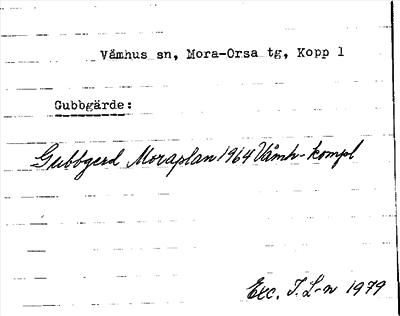 Våmhus sn, Mora-Orsa tg, Kopp 1
Gubbgärde:
Gubbgerd Moraplan 1964 Våmh-kompl
Exc. I. L-n 1979